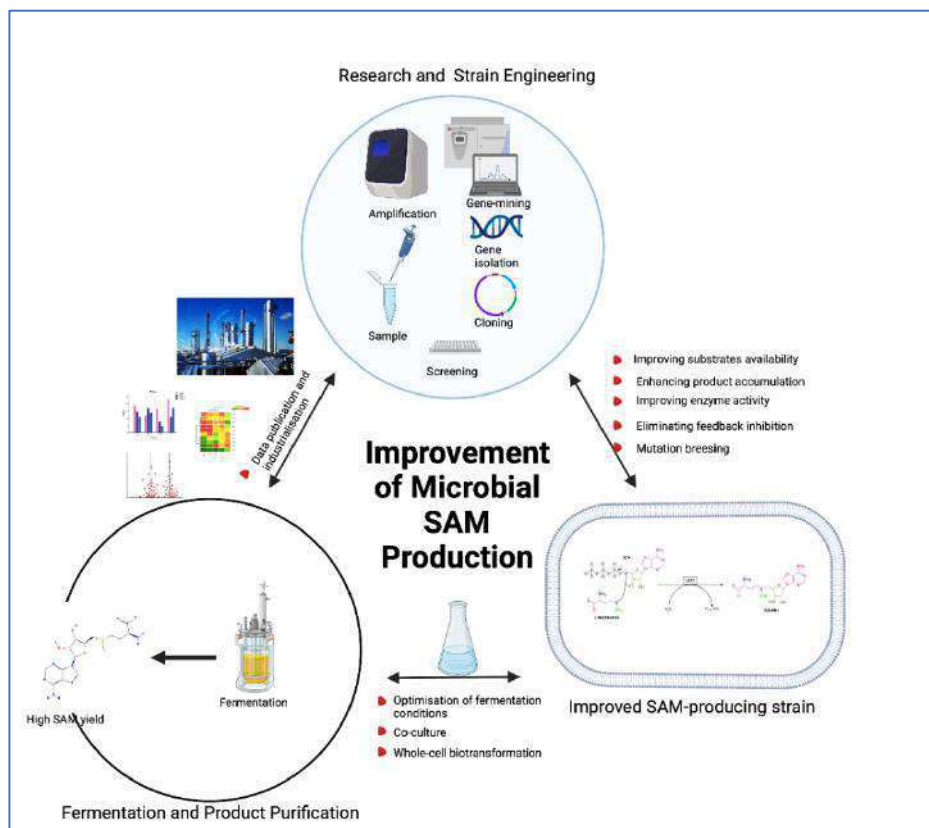 Research and Strain Engineering
Amplification
Gene-mining
Gene
isolation
Sample
Cloning
Screening
Data publication and
industrialisation
Improving substrates availability
Enhancing product accumulation
Improving enzyme activity
Eliminating feedback inhibition
Mutation breesing
Improvement
of Microbial
SAM
Production
High SAM yield
Fermentation
Optimisation of fermentation
conditions
Co-culture
Whole-cell biotransformation
Improved SAM-producing strain
Fermentation and Product Purification